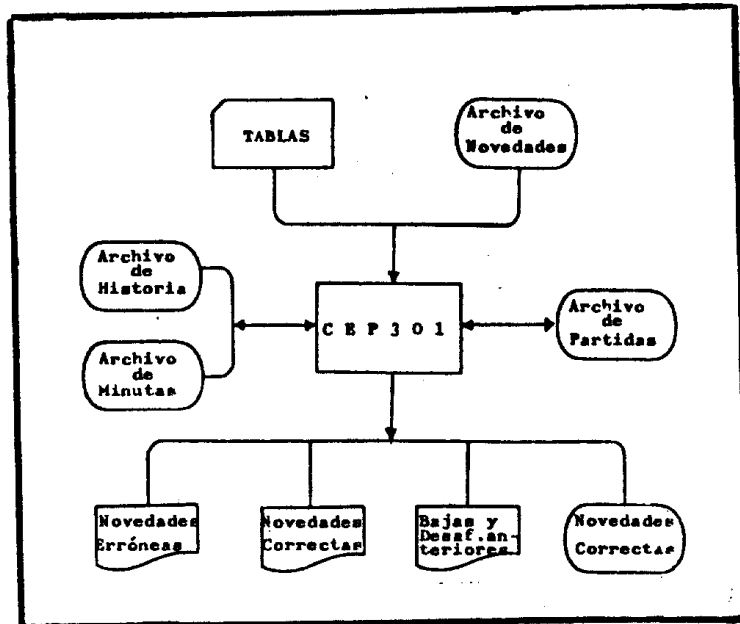 TABLAS
Archivo
de
Novedades
Archivo
de
Historia
C E P 3 0 1
Archivo
de
Partidas
Archivo
de
Minutas
Novedades
Erróneas
Novedades
Correctas
Bajas y
Desaf.an-
teriores.
Novedades
Correctas